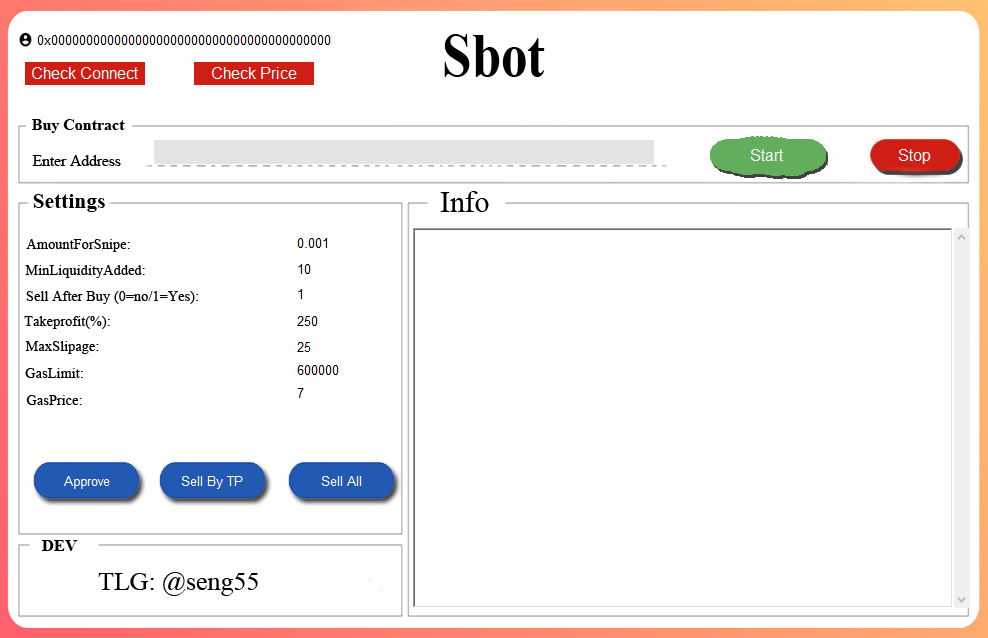 0x0000000000000000000000000000000000000000
Sbot
Check Connect
Check Price
Buy Contract
Enter Address
Start
Stop
Settings
Info
AmountForSnipe: 0.001
MinLiquidityAdded: 10
Sell After Buy (0=no/1=Yes): 1
Takeprofit(%): 250
MaxSlipage: 25
GasLimit: 600000
GasPrice: 7
Approve
Sell By TP
Sell All
DEV
TLG: @seng55